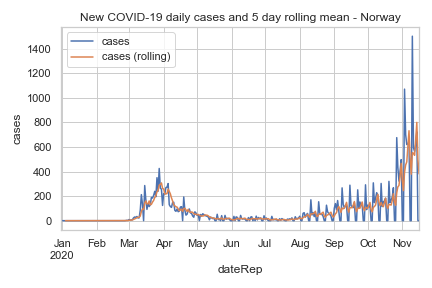 New COVID-19 daily cases and 5 day rolling mean - Norway
cases
cases (rolling)
1400
1200
1000
800
600
400
200
0
cases
Jan Feb Mar Apr May Jun Jul Aug Sep Oct Nov
2020
dateRep